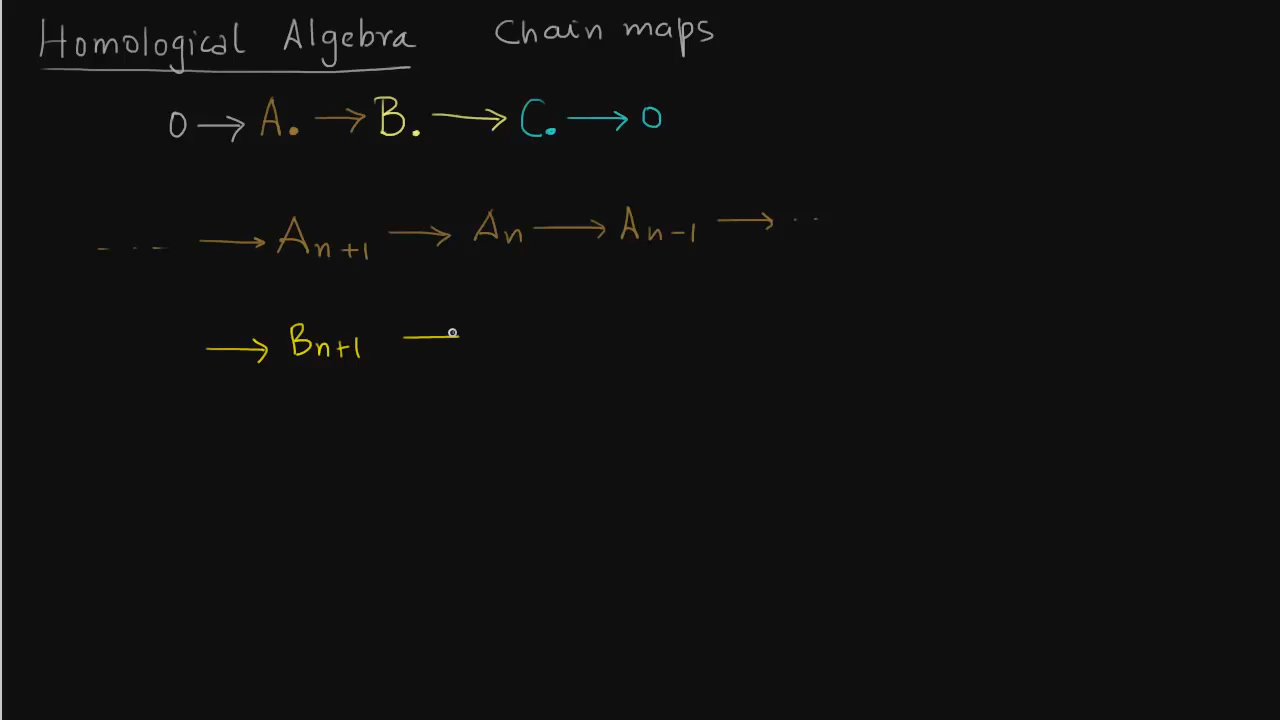 Homological Algebra Chain maps
0 → A. → B. → C. → 0
... → An+1 → An → An-1 → ...
→ Bn+1 —